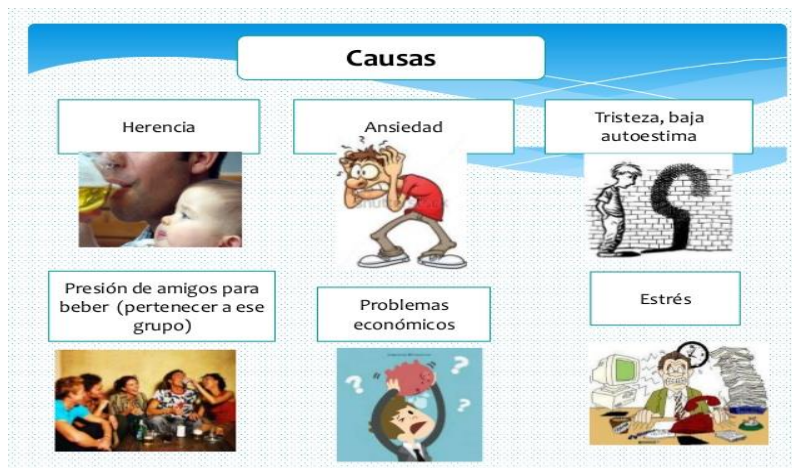 Causas
Herencia
Ansiedad
Tristeza, baja
autoestima
Presión de amigos para
beber (pertenecer a ese
grupo)
Problemas
económicos
Estrés